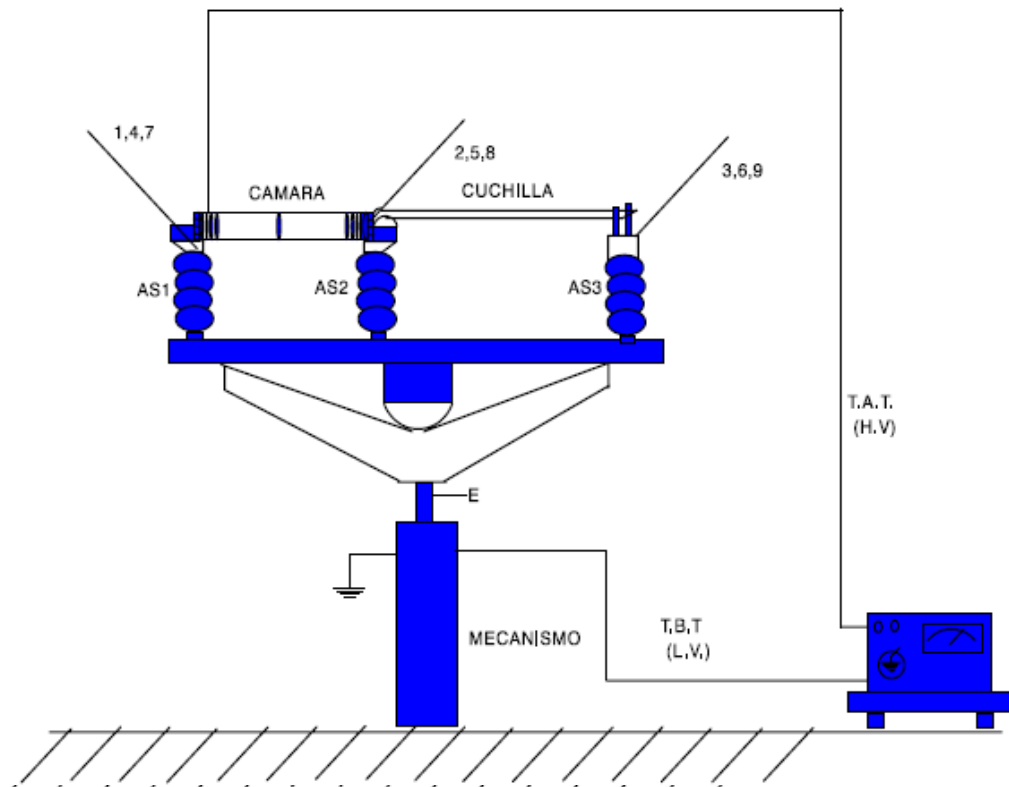 1,4,7
2,5,8
3,6,9
CAMARA
CUCHILLA
AS1
AS2
AS3
T.A.T.
(H.V)
E
MECANISMO
T,B,T
(L.V,)